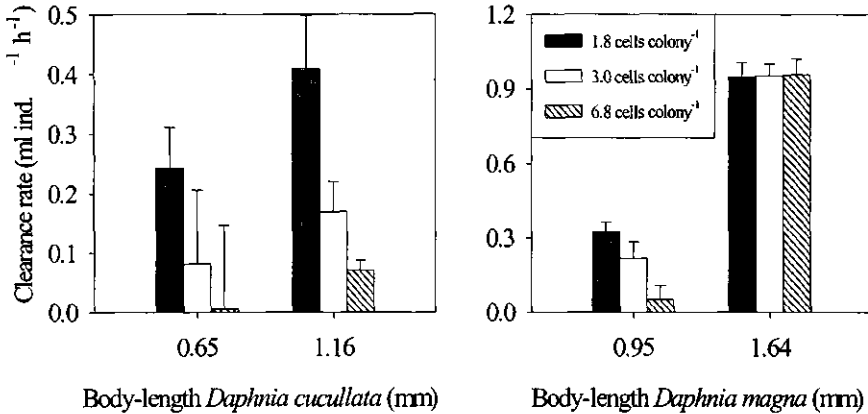 Clearance rate (ml ind.⁻¹ h⁻¹)
0.5
0.4
0.3
0.2
0.1
0.0
0.65
1.16
Body-length Daphnia cucullata (mm)
1.2
0.9
0.6
0.3
0.0
1.8 cells colony⁻¹
3.0 cells colony⁻¹
6.8 cells colony⁻¹
0.95
1.64
Body-length Daphnia magna (mm)